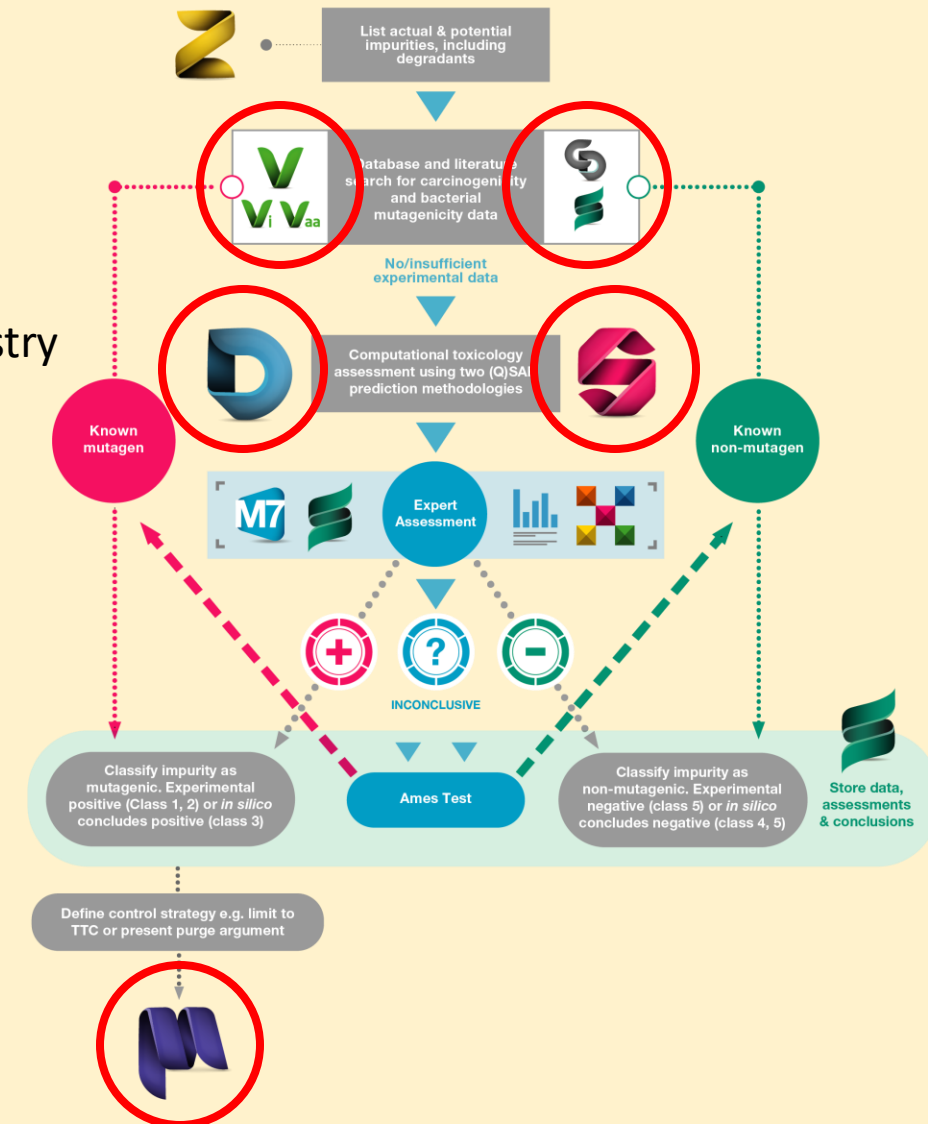 List actual & potential
impurities, including
degradants
V
Vi Vaa
Database and literature
search for carcinogenicity
and bacterial
mutagenicity data
No/insufficient
experimental data
stry
Computational toxicology
assessment using two (Q)SA
prediction methodologies
Known
mutagen
Known
non-mutagen
M7
Expert
Assessment
+
?
-
INCONCLUSIVE
Classify impurity as
mutagenic. Experimental
positive (Class 1, 2) or in silico
concludes positive (class 3)
Ames Test
Classify impurity as
non-mutagenic. Experimental
negative (class 5) or in silico
concludes negative (class 4, 5)
Store data,
assessments
& conclusions
Define control strategy e.g. limit to
TTC or present purge argument